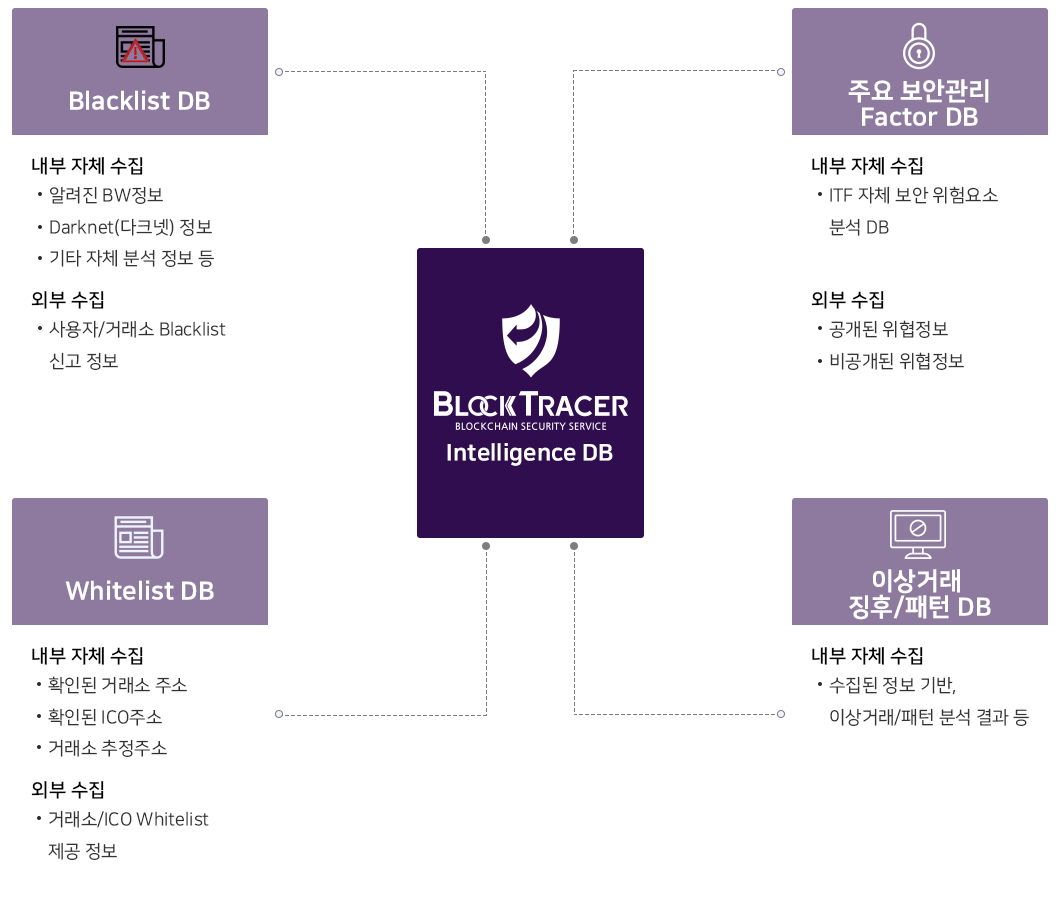 Blacklist DB
내부 자체 수집
• 알려진 BW정보
• Darknet(다크넷) 정보
• 기타 자체 분석 정보 등
외부 수집
• 사용자/거래소 Blacklist
신고 정보
주요 보안관리
Factor DB
내부 자체 수집
• ITF 자체 보안 위험요소
분석 DB
외부 수집
• 공개된 위협정보
• 비공개된 위협정보
BLOCKTRACER
BLOCKCHAIN SECURITY SERVICE
Intelligence DB
Whitelist DB
내부 자체 수집
• 확인된 거래소 주소
• 확인된 ICO주소
• 거래소 추정주소
외부 수집
• 거래소/ICO Whitelist
제공 정보
이상거래
징후/패턴 DB
내부 자체 수집
• 수집된 정보 기반,
이상거래/패턴 분석 결과 등